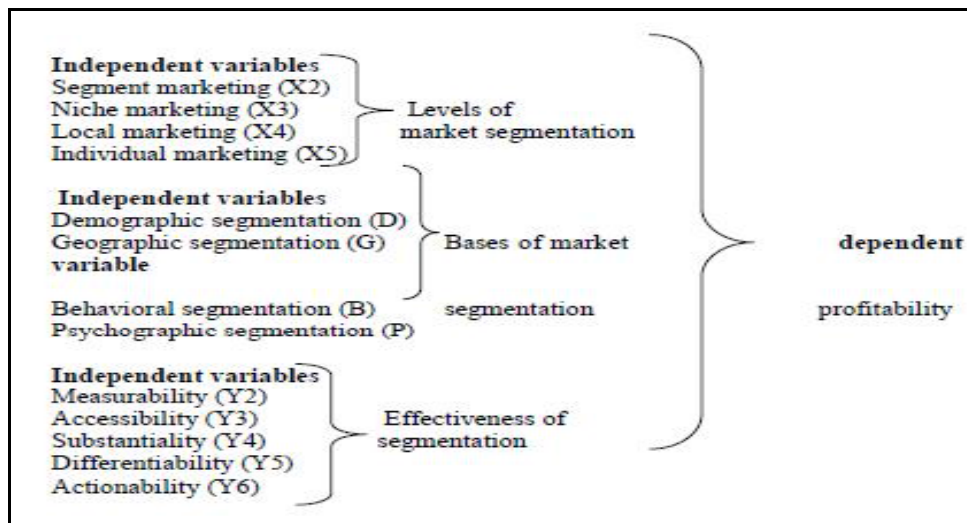 Independent variables
Segment marketing (X2)
Niche marketing (X3)
Local marketing (X4)
Individual marketing (X5)
Levels of
market segmentation
Independent variables
Demographic segmentation (D)
Geographic segmentation (G)
variable
Bases of market
dependent
Behavioral segmentation (B)
segmentation
profitability
Psychographic segmentation (P)
Independent variables
Measurability (Y2)
Accessibility (Y3)
Substantiality (Y4)
Differentiability (Y5)
Actionability (Y6)
Effectiveness of
segmentation